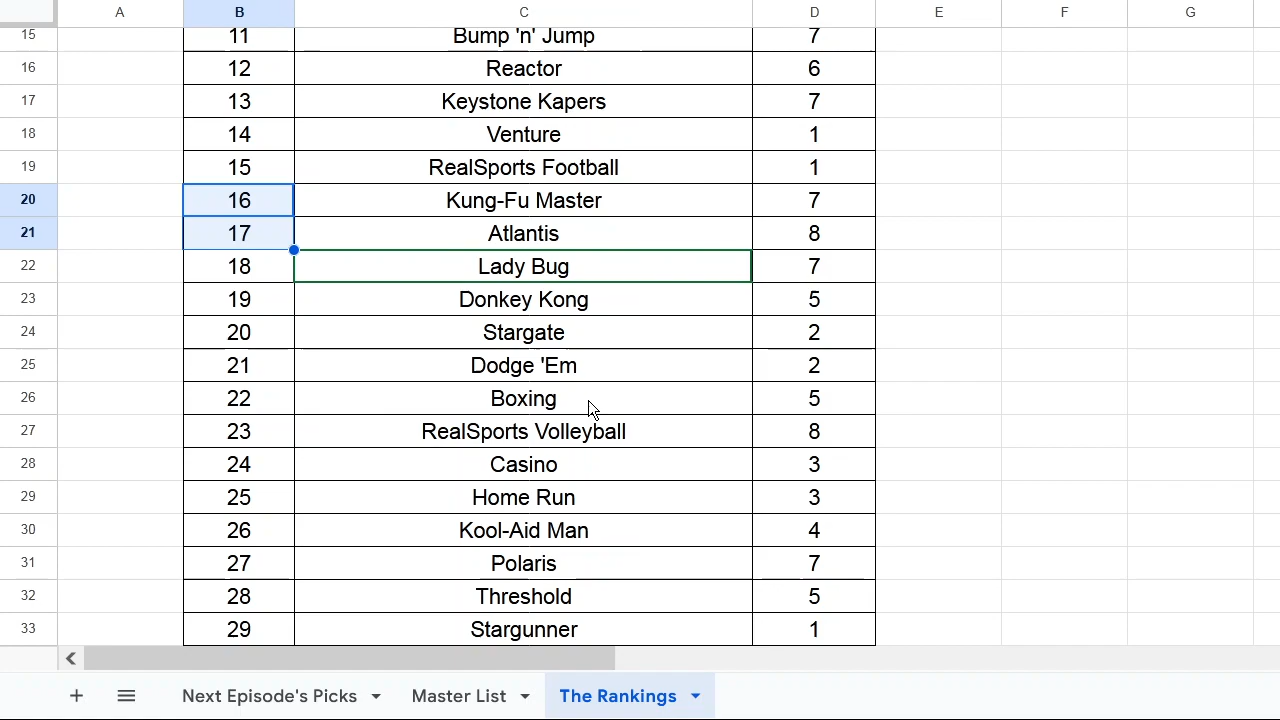 A B C D E F G
15 11 Bump 'n' Jump 7
16 12 Reactor 6
17 13 Keystone Kapers 7
18 14 Venture 1
19 15 RealSports Football 1
20 16 Kung-Fu Master 7
21 17 Atlantis 8
22 18 Lady Bug 7
23 19 Donkey Kong 5
24 20 Stargate 2
25 21 Dodge 'Em 2
26 22 Boxing 5
27 23 RealSports Volleyball 8
28 24 Casino 3
29 25 Home Run 3
30 26 Kool-Aid Man 4
31 27 Polaris 7
32 28 Threshold 5
33 29 Stargunner 1
Next Episode's Picks Master List The Rankings